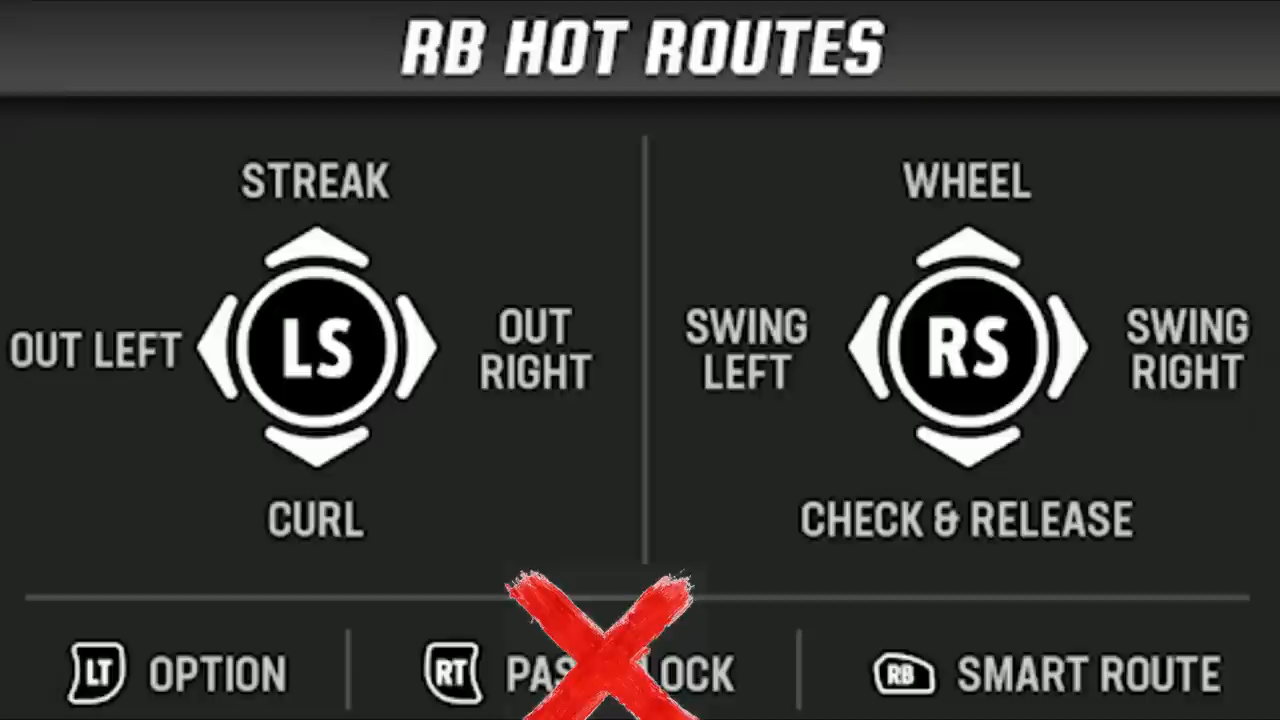 RB HOT ROUTES
STREAK
OUT LEFT
LS
OUT
RIGHT
CURL
WHEEL
SWING
LEFT
RS
SWING
RIGHT
CHECK & RELEASE
LT OPTION
RT
RB SMART ROUTE